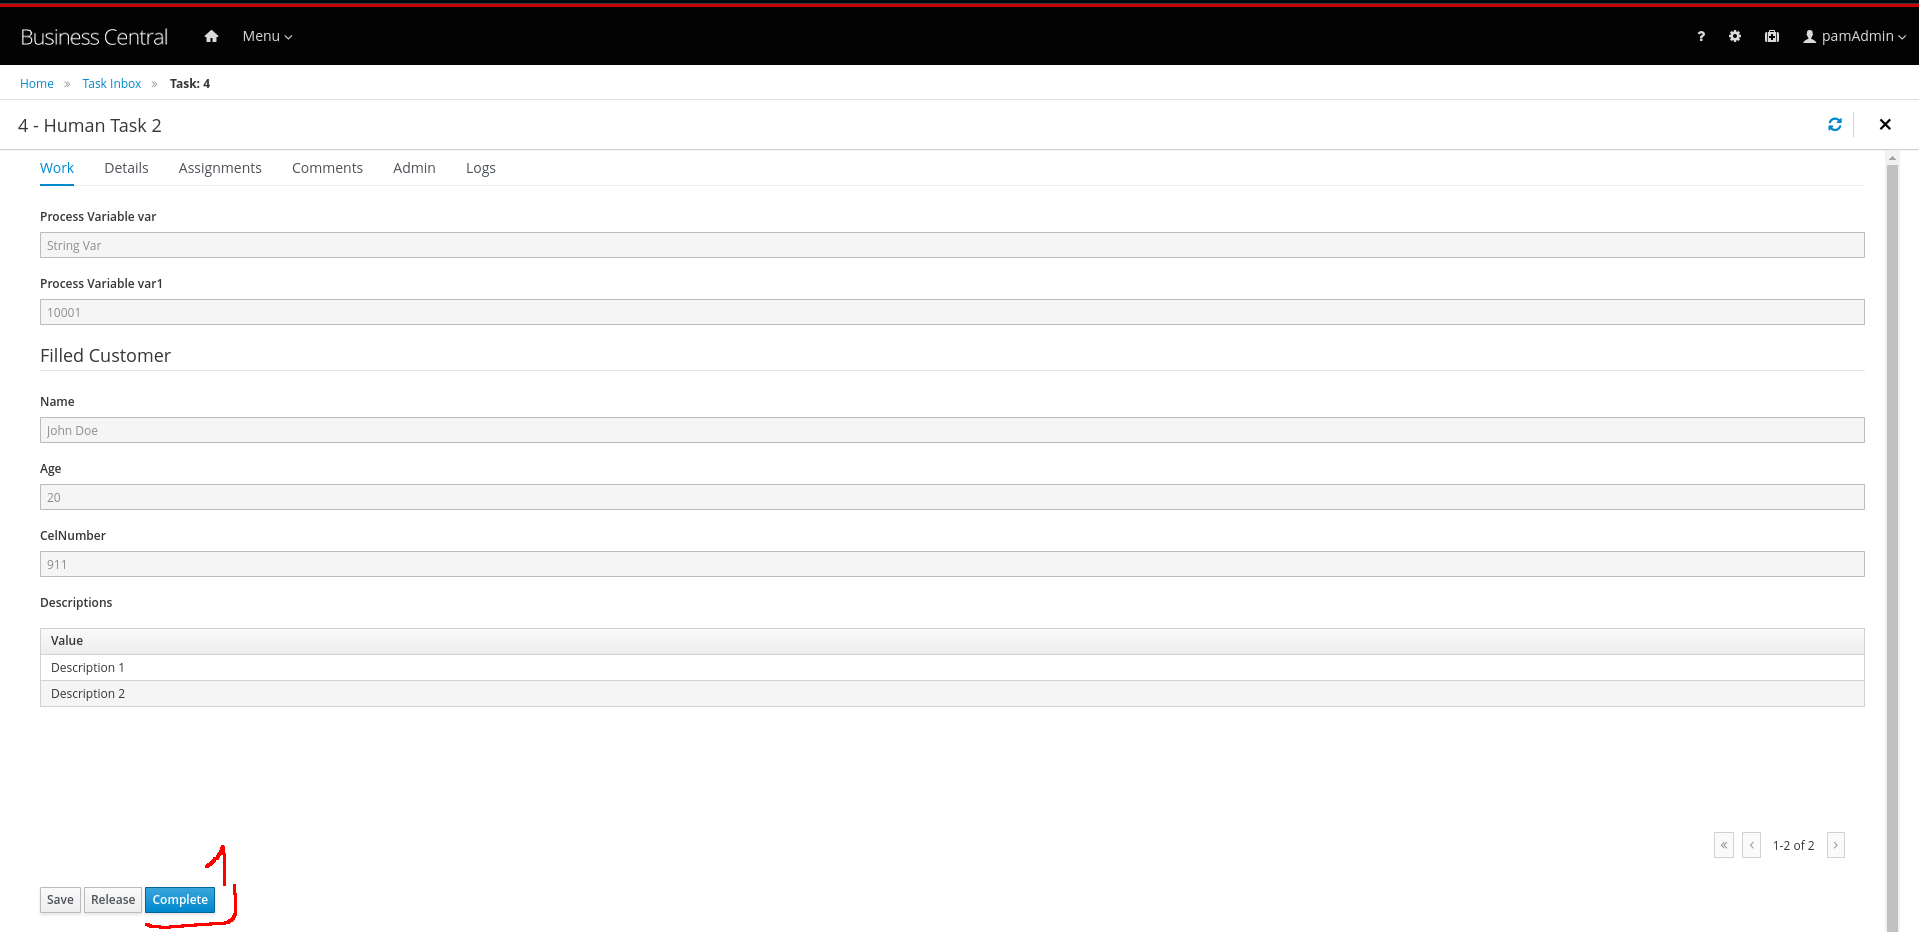 Business Central Menu ? pamAdmin
Home » Task Inbox » Task: 4
4 - Human Task 2
Work Details Assignments Comments Admin Logs
Process Variable var
String Var
Process Variable var1
10001
Filled Customer
Name
John Doe
Age
20
CelNumber
911
Descriptions
Value
Description 1
Description 2
« ‹ 1-2 of 2 ›
1
Save Release Complete